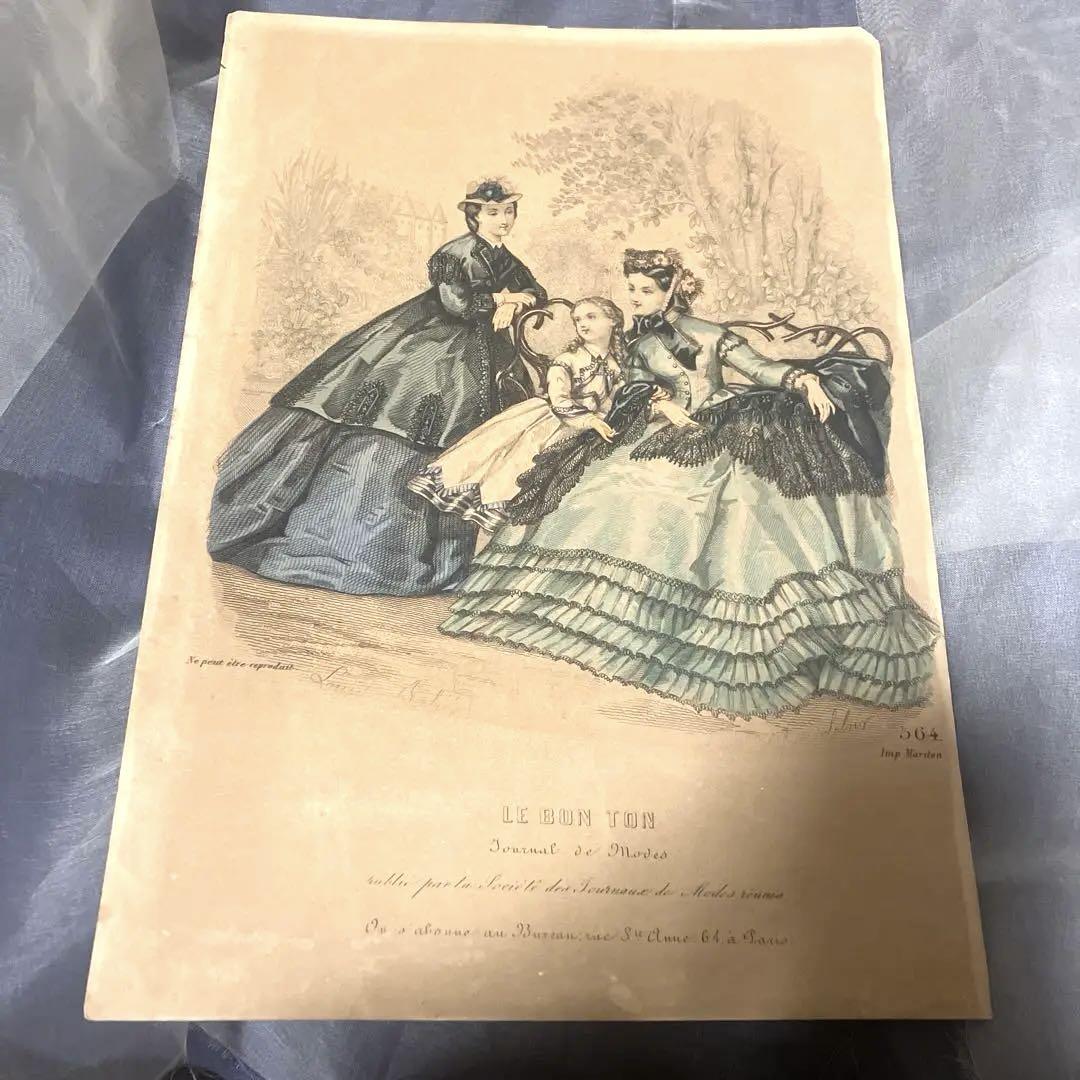 Ne peut être reproduit
564
Imp Mariton
LE BON TON
Journal de Modes
publié par la Société des Journaux de Modes réunis
On s'abonne au Bureau, rue Ste Anne 64, à Paris